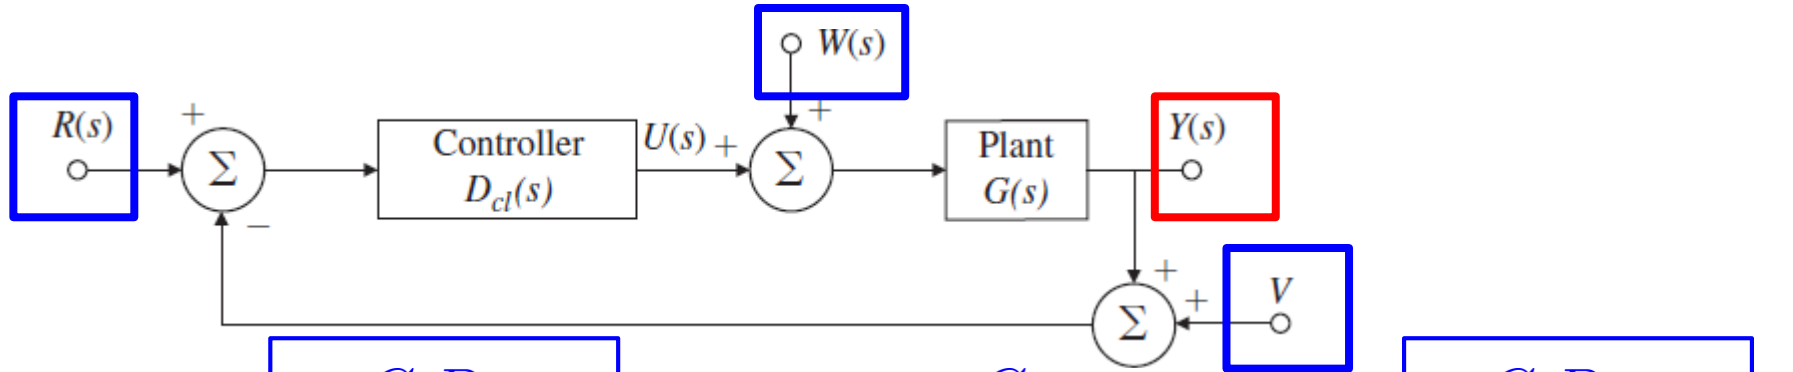 W(s)
R(s) + + Y(s)
Σ Controller D_cl(s) U(s) + Σ Plant G(s)
−
+ + V
Σ